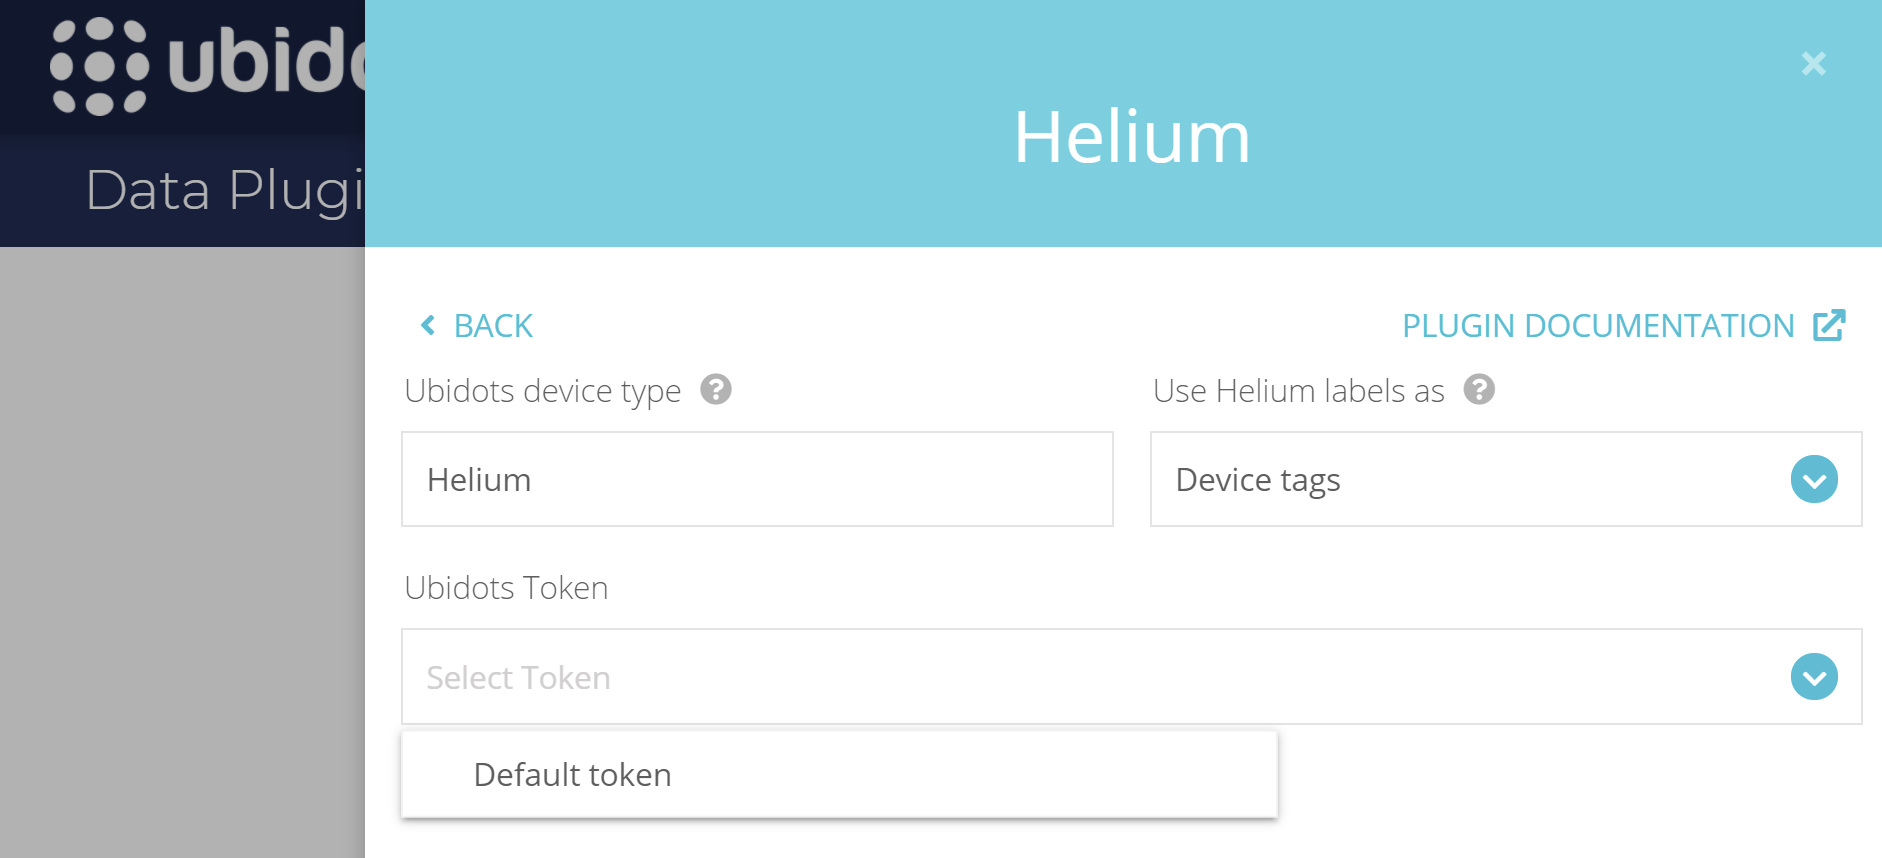 Helium
Data Plugi
BACK
PLUGIN DOCUMENTATION
Ubidots device type
Use Helium labels as
Helium
Device tags
Ubidots Token
Select Token
Default token